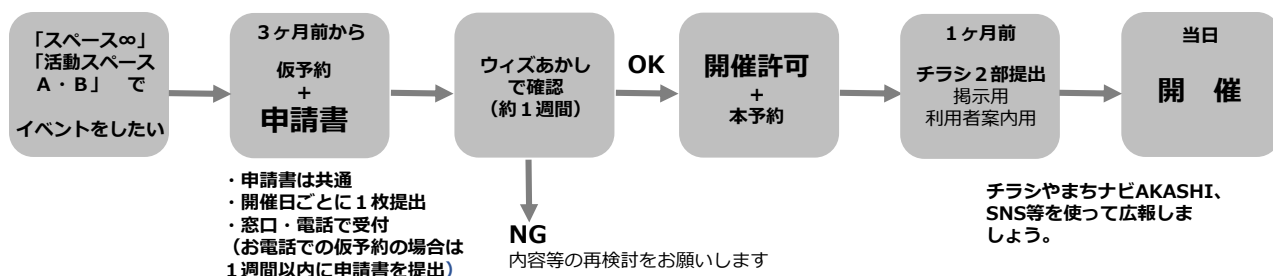 「スペース∞」
「活動スペース
A・B」 で
イベントをしたい
３ヶ月前から
仮予約
+
申請書
・申請書は共通
・開催日ごとに１枚提出
・窓口・電話で受付
（お電話での仮予約の場合は
１週間以内に申請書を提出）
ウィズあかし
で確認
（約１週間）
OK
NG
内容等の再検討をお願いします
開催許可
+
本予約
１ヶ月前
チラシ２部提出
掲示用
利用者案内用
当日
開　催
チラシやまちナビAKASHI、
SNS等を使って広報しま
しょう。